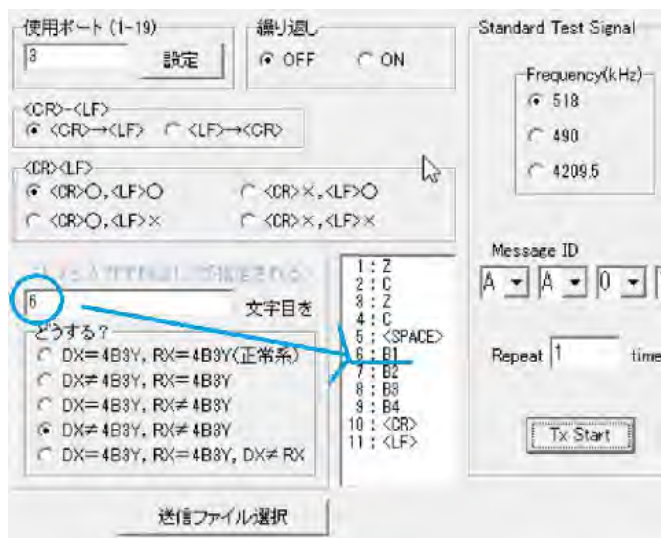 使用ポート (1-19)
3
設定
繰り返し
OFF
ON
<CR>-<LF>
<CR>→<LF>
<LF>→<CR>
<CR><LF>
<CR>〇,<LF>〇
<CR>×,<LF>〇
<CR>〇,<LF>×
<CR>×,<LF>×
6
文字目を
どうする?
DX=4B3Y, RX=4B3Y(正常系)
DX=4B3Y, RX≠4B3Y
DX≠4B3Y, RX=4B3Y
DX≠4B3Y, RX≠4B3Y
DX=4B3Y, RX=4B3Y, DX≠RX
送信ファイル選択
1 : Z
2 : C
3 : Z
4 : C
5 : <SPACE>
6 : B1
7 : B2
8 : B3
9 : B4
10 : <CR>
11 : <LF>
Standard Test Signal
Frequency(kHz)
518
490
4209.5
Message ID
A A 0
Repeat 1 time
Tx Start